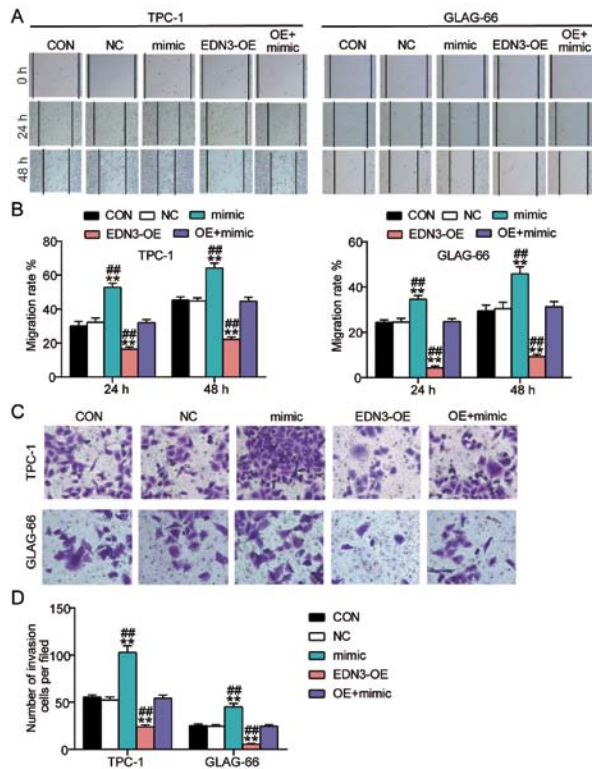 A
TPC-1
GLAG-66
CON NC mimic EDN3-OE OE+ mimic
CON NC mimic EDN3-OE OE+ mimic
0 h
24 h
48 h
B
CON NC mimic
EDN3-OE OE+mimic
TPC-1
Migration rate %
80
60
40
20
0
## ** ## ** ## ** ## **
24 h 48 h
CON NC mimic
EDN3-OE OE+mimic
GLAG-66
Migration rate %
60
40
20
0
## ** ## ** ## ** ## **
24 h 48 h
C
CON NC mimic EDN3-OE OE+mimic
TPC-1
GLAG-66
D
Number of invasion
cells per filed
150
100
50
0
## ** ## ** ## ** ## **
TPC-1 GLAG-66
CON
NC
mimic
EDN3-OE
OE+mimic